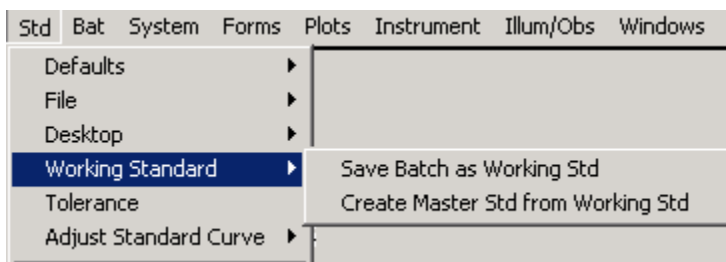 Std Bat System Forms Plots Instrument Illum/Obs Windows
Defaults
File
Desktop
Working Standard
Save Batch as Working Std
Tolerance
Create Master Std from Working Std
Adjust Standard Curve